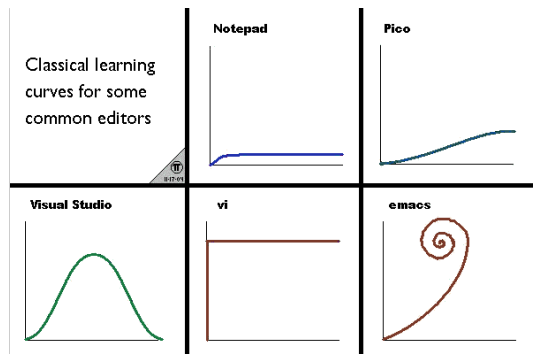 Classical learning
curves for some
common editors
Notepad
Pico
Visual Studio
vi
emacs